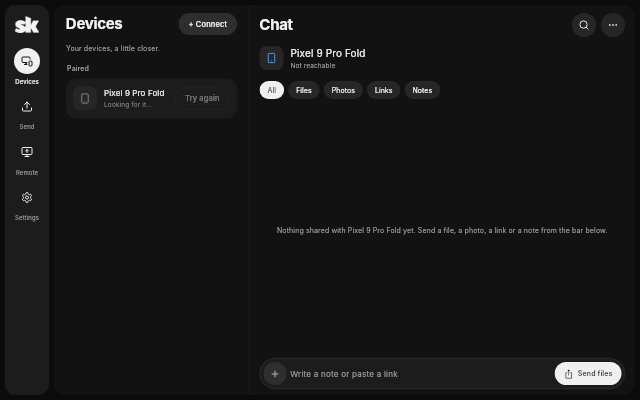 sk
Devices
Send
Remote
Settings
Devices
+ Connect
Your devices, a little closer.
Paired
Pixel 9 Pro Fold
Looking for it...
Try again
Chat
Pixel 9 Pro Fold
Not reachable
All
Files
Photos
Links
Notes
Nothing shared with Pixel 9 Pro Fold yet. Send a file, a photo, a link or a note from the bar below.
Write a note or paste a link
Send files